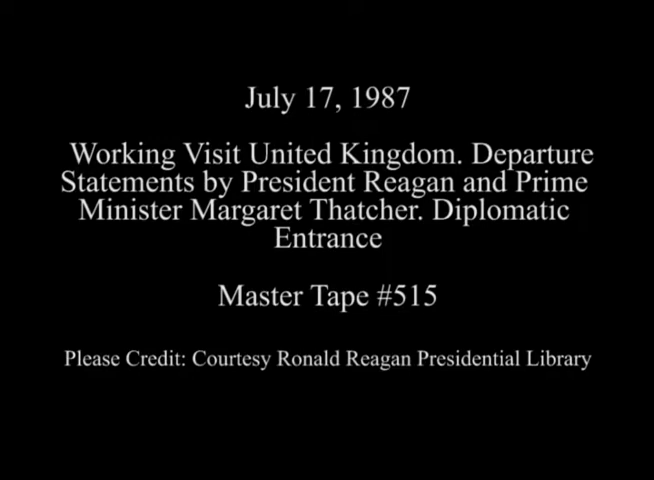 July 17, 1987
Working Visit United Kingdom. Departure
Statements by President Reagan and Prime
Minister Margaret Thatcher. Diplomatic
Entrance
Master Tape #515
Please Credit: Courtesy Ronald Reagan Presidential Library